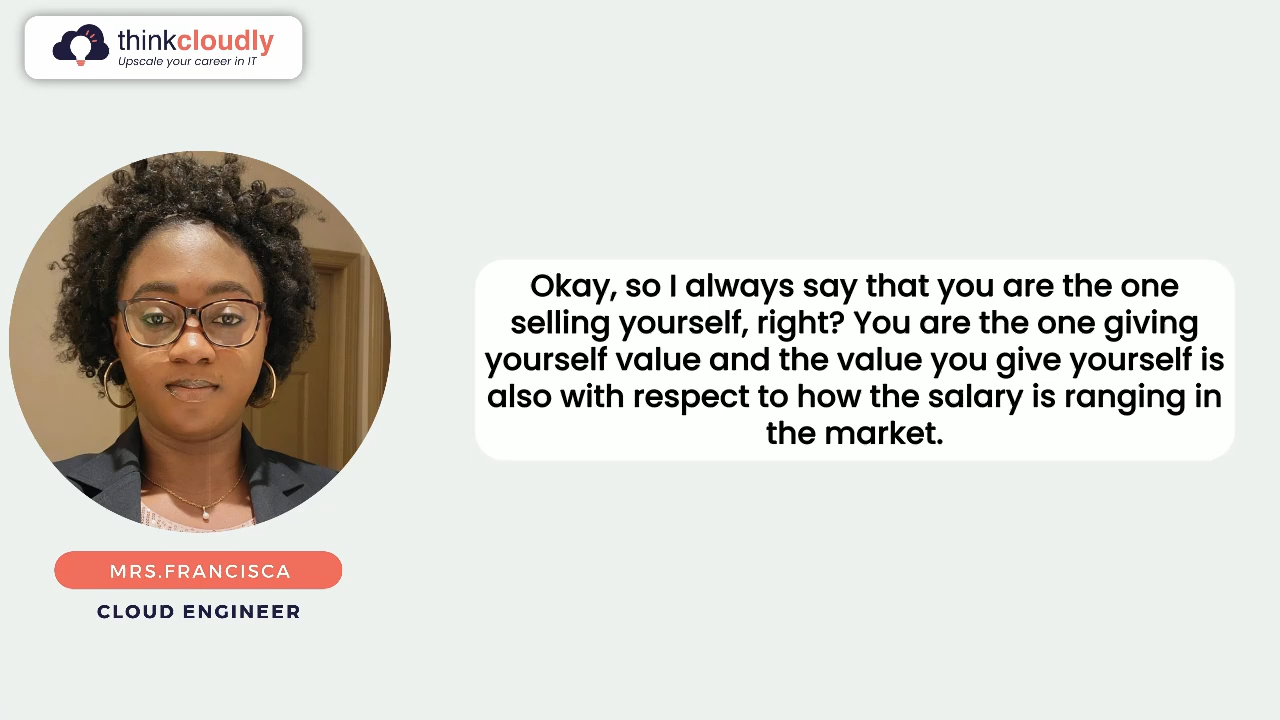 thinkcloudly
Upscale your career in IT
Okay, so I always say that you are the one
selling yourself, right? You are the one giving
yourself value and the value you give yourself is
also with respect to how the salary is ranging in
the market.
MRS.FRANCISCA
CLOUD ENGINEER